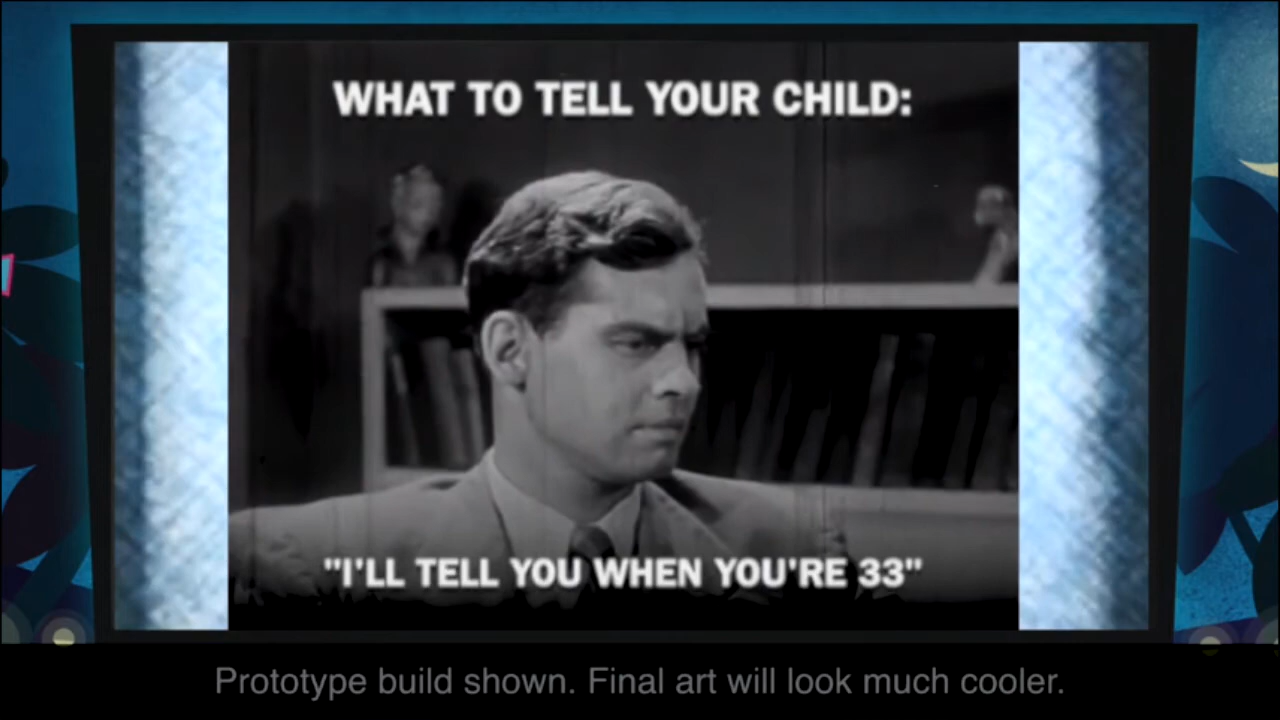 WHAT TO TELL YOUR CHILD:
"I'LL TELL YOU WHEN YOU'RE 33"
Prototype build shown. Final art will look much cooler.